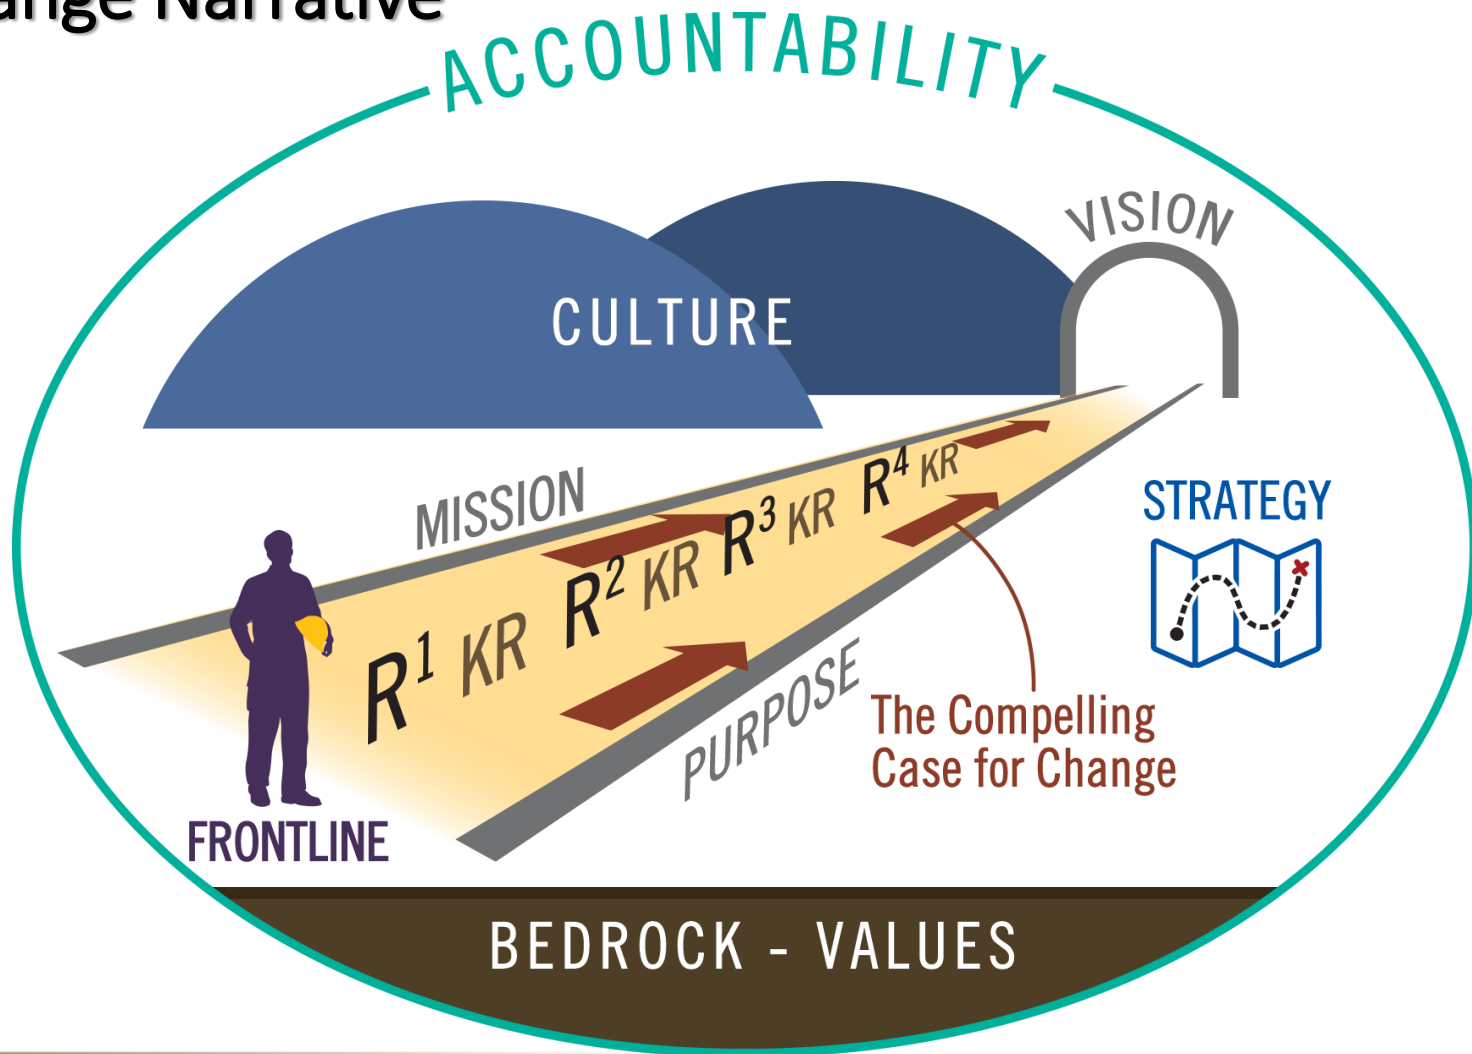 Narrative
ACCOUNTABILITY
VISION
CULTURE
MISSION
STRATEGY
R¹ KR R² KR R³ KR R⁴ KR
PURPOSE
The Compelling
Case for Change
FRONTLINE
BEDROCK - VALUES